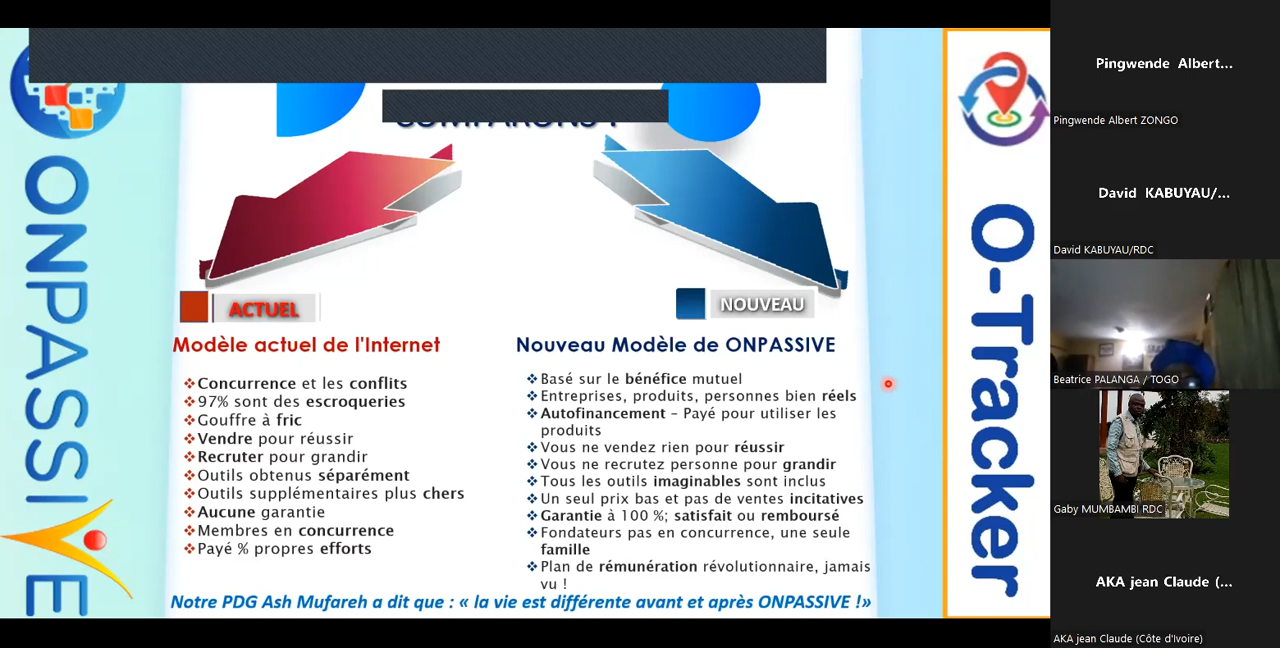 ONPASSIVE
COMPARONS !
ACTUEL
Modèle actuel de l'Internet
Concurrence et les conflits
97% sont des escroqueries
Gouffre à fric
Vendre pour réussir
Recruter pour grandir
Outils obtenus séparément
Outils supplémentaires plus chers
Aucune garantie
Membres en concurrence
Payé % propres efforts
NOUVEAU
Nouveau Modèle de ONPASSIVE
Basé sur le bénéfice mutuel
Entreprises, produits, personnes bien réels
Autofinancement – Payé pour utiliser les
produits
Vous ne vendez rien pour réussir
Vous ne recrutez personne pour grandir
Tous les outils imaginables sont inclus
Un seul prix bas et pas de ventes incitatives
Garantie à 100 %; satisfait ou remboursé
Fondateurs pas en concurrence, une seule
famille
Plan de rémunération révolutionnaire, jamais
vu !
Notre PDG Ash Mufareh a dit que : « la vie est différente avant et après ONPASSIVE !»
O-Tracker
Pingwende Albert...
Pingwende Albert ZONGO
David KABUYAU/...
David KABUYAU/RDC
Beatrice PALANGA / TOGO
Gaby MUMBAMBI RDC
AKA jean Claude (...
AKA jean Claude (Côte d'Ivoire)